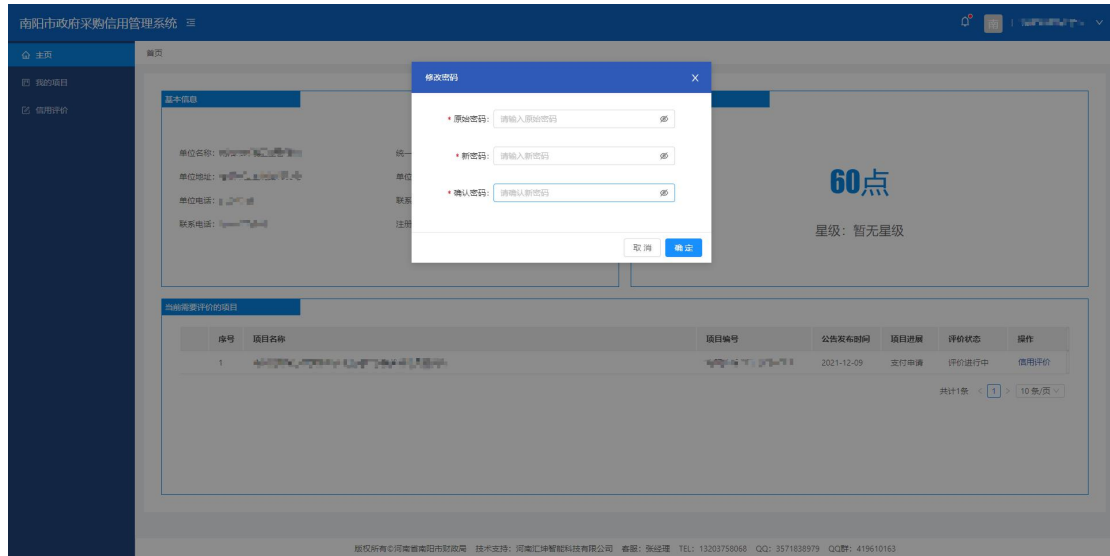 南阳市政府采购信用管理系统
南
主页
首页
我的项目
信用评价
修改密码
* 原始密码: 请输入原始密码
* 新密码: 请输入新密码
* 确认密码: 请确认新密码
取 消 确 定
基本信息
单位名称: 统一
单位地址: 单位
单位电话: 联系
联系电话: 注册
60点
星级: 暂无星级
当前需要评价的项目
序号 项目名称 项目编号 公告发布时间 项目进展 评价状态 操作
1 2021-12-09 支付申请 评价进行中 信用评价
共计1条 < 1 > 10 条/页
版权所有©河南省南阳市财政局 技术支持: 河南汇坤智能科技有限公司 客服: 张经理 TEL: 13203758068 QQ: 3571838979 QQ群: 419610163